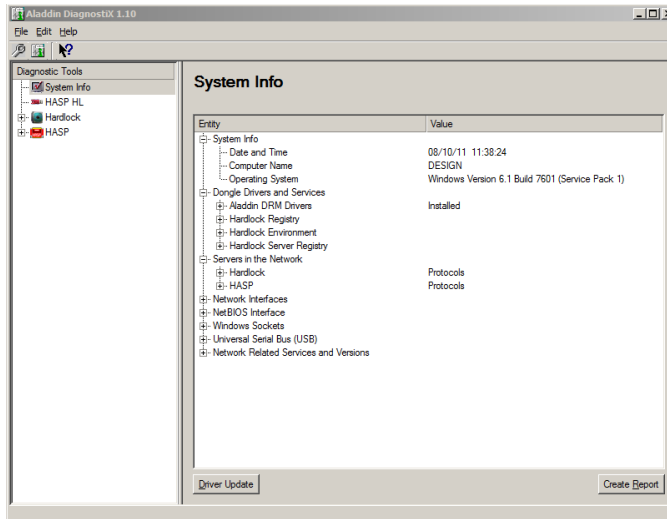 Aladdin DiagnostiX 1.10
File Edit Help
Diagnostic Tools
System Info
HASP HL
Hardlock
HASP
System Info
Entity Value
System Info
Date and Time 08/10/11 11:38:24
Computer Name DESIGN
Operating System Windows Version 6.1 Build 7601 (Service Pack 1)
Dongle Drivers and Services
Aladdin DRM Drivers Installed
Hardlock Registry
Hardlock Environment
Hardlock Server Registry
Servers in the Network
Hardlock Protocols
HASP Protocols
Network Interfaces
NetBIOS Interface
Windows Sockets
Universal Serial Bus (USB)
Network Related Services and Versions
Driver Update Create Report